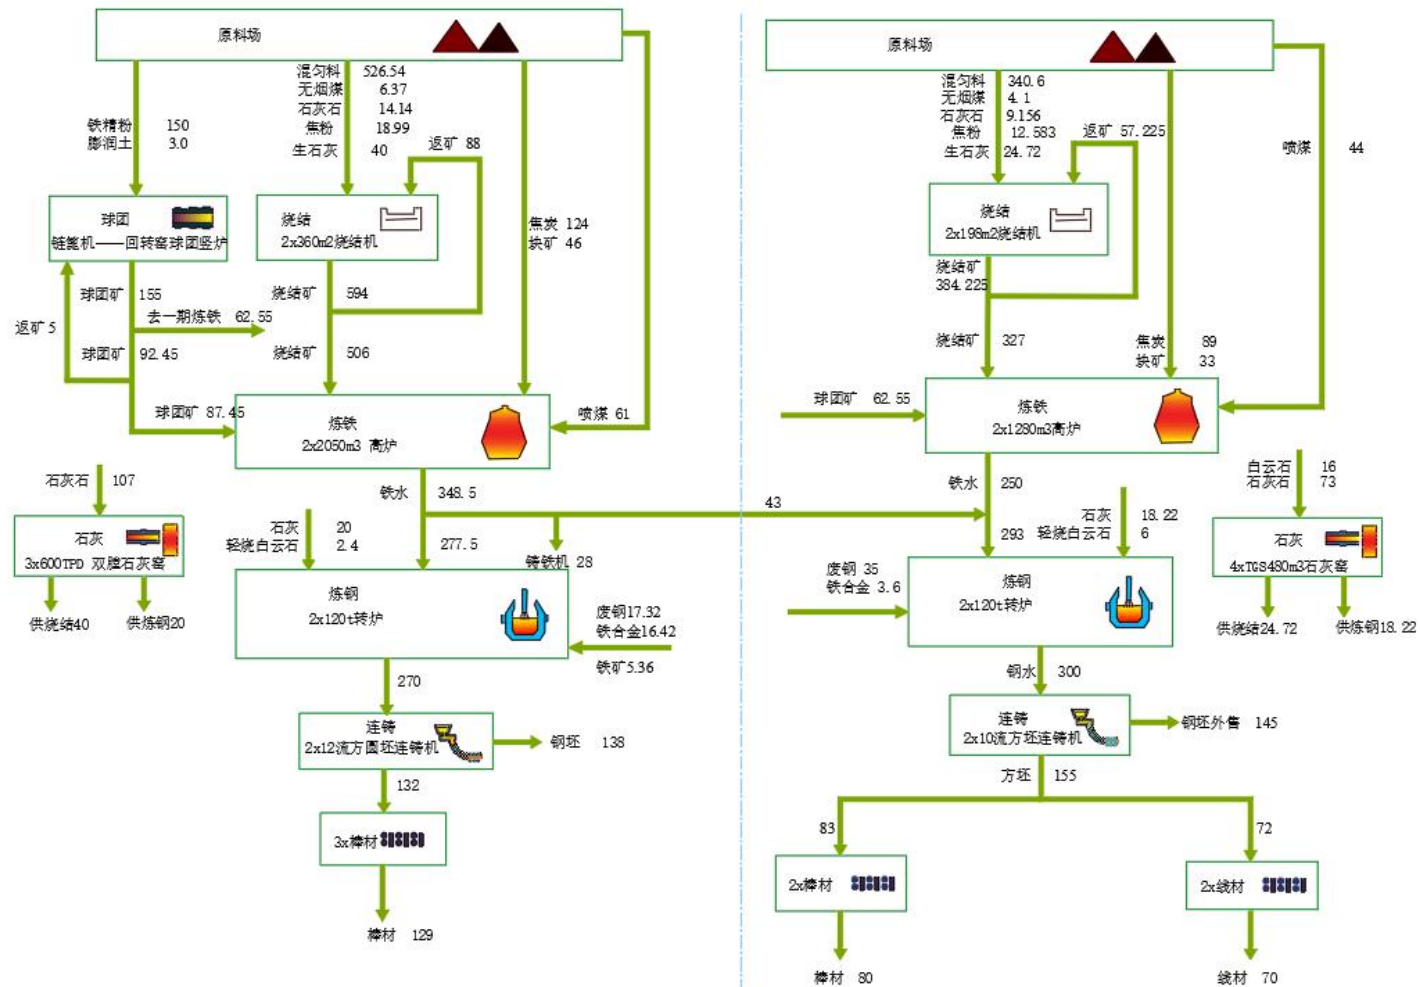 原料场
混匀料 526.54
无烟煤 6.37
石灰石 14.14
焦粉 18.99
生石灰 40
返矿 88
铁精粉 150
膨润土 3.0
球团
链篦机——回转窑球团竖炉
烧结
2x360m2烧结机
焦炭 124
块矿 46
球团矿 155
烧结矿 594
去一期炼铁 62.55
返矿 5
球团矿 92.45
烧结矿 506
球团矿 87.45
炼铁
2x2050m3 高炉
喷煤 61
石灰石 107
铁水 348.5
石灰 20
轻烧白云石 2.4
277.5
铸铁机 28
43
石灰
3x600TPD 双膛石灰窑
供烧结40
供炼钢20
炼钢
2x120t转炉
废钢17.32
铁合金16.42
铁矿5.36
270
连铸
2x12流方圆坯连铸机
钢坯 138
132
3x棒材
棒材 129
原料场
混匀料 340.6
无烟煤 4.1
石灰石 9.156
焦粉 12.583
生石灰 24.72
返矿 57.225
喷煤 44
烧结
2x198m2烧结机
烧结矿
384.225
烧结矿 327
焦炭 89
块矿 33
球团矿 62.55
炼铁
2x1280m3高炉
白云石 16
石灰石 73
铁水 250
石灰 18.22
轻烧白云石 6
293
石灰
4xTGS480m3石灰窑
供烧结24.72
供炼钢18.22
废钢 35
铁合金 3.6
炼钢
2x120t转炉
钢水 300
连铸
2x10流方坯连铸机
钢坯外售 145
方坯 155
83
72
2x棒材
2x线材
棒材 80
线材 70